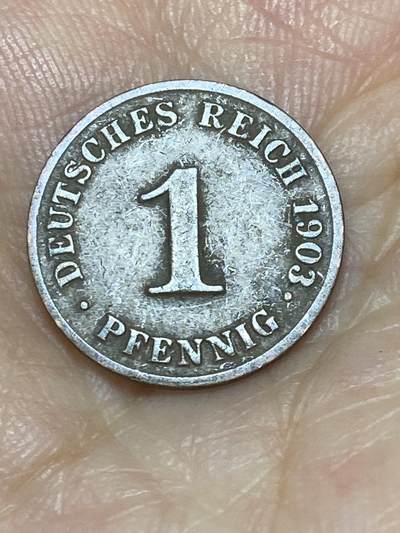 DEUTSCHES REICH 1903
1
• PFENNIG •